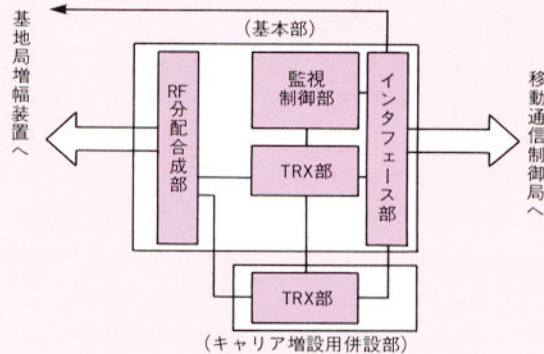 基地局増幅装置へ
(基本部)
RF分配合成部
監視
制御部
インタフェース部
移動通信制御局へ
TRX部
TRX部
(キャリア増設用併設部)